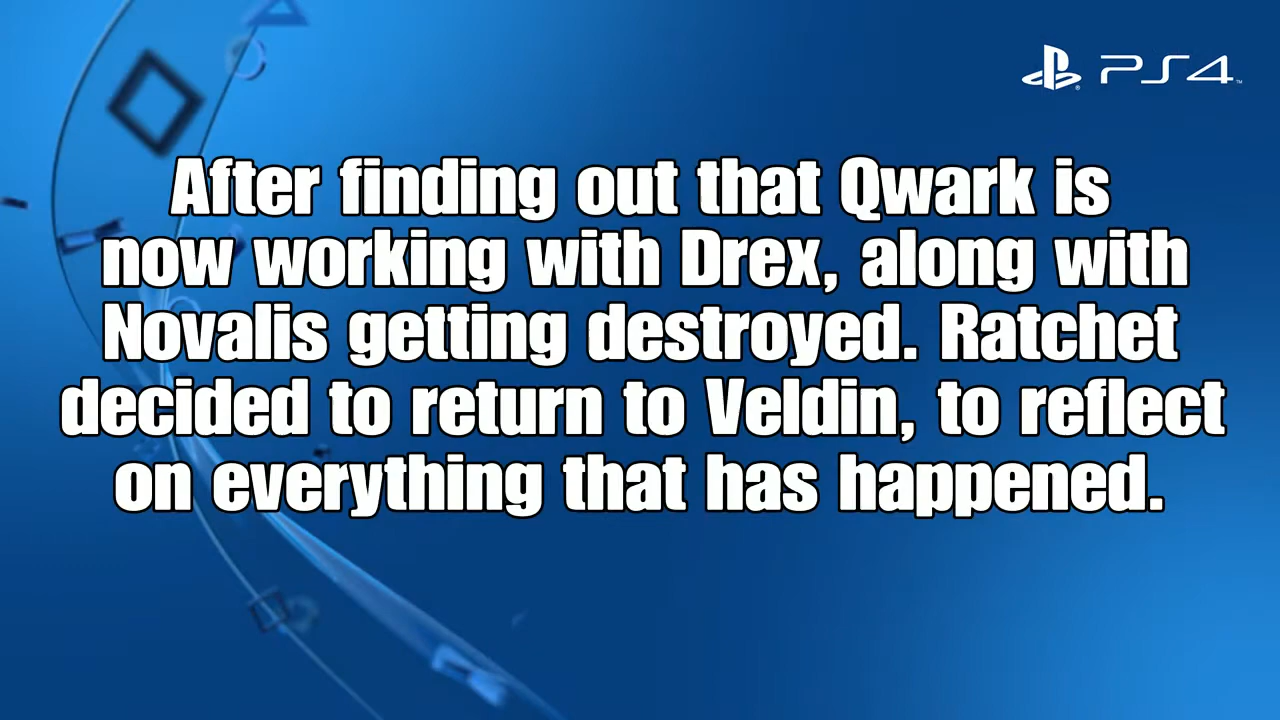 PS4
After finding out that Qwark is
now working with Drex, along with
Novalis getting destroyed. Ratchet
decided to return to Veldin, to reflect
on everything that has happened.